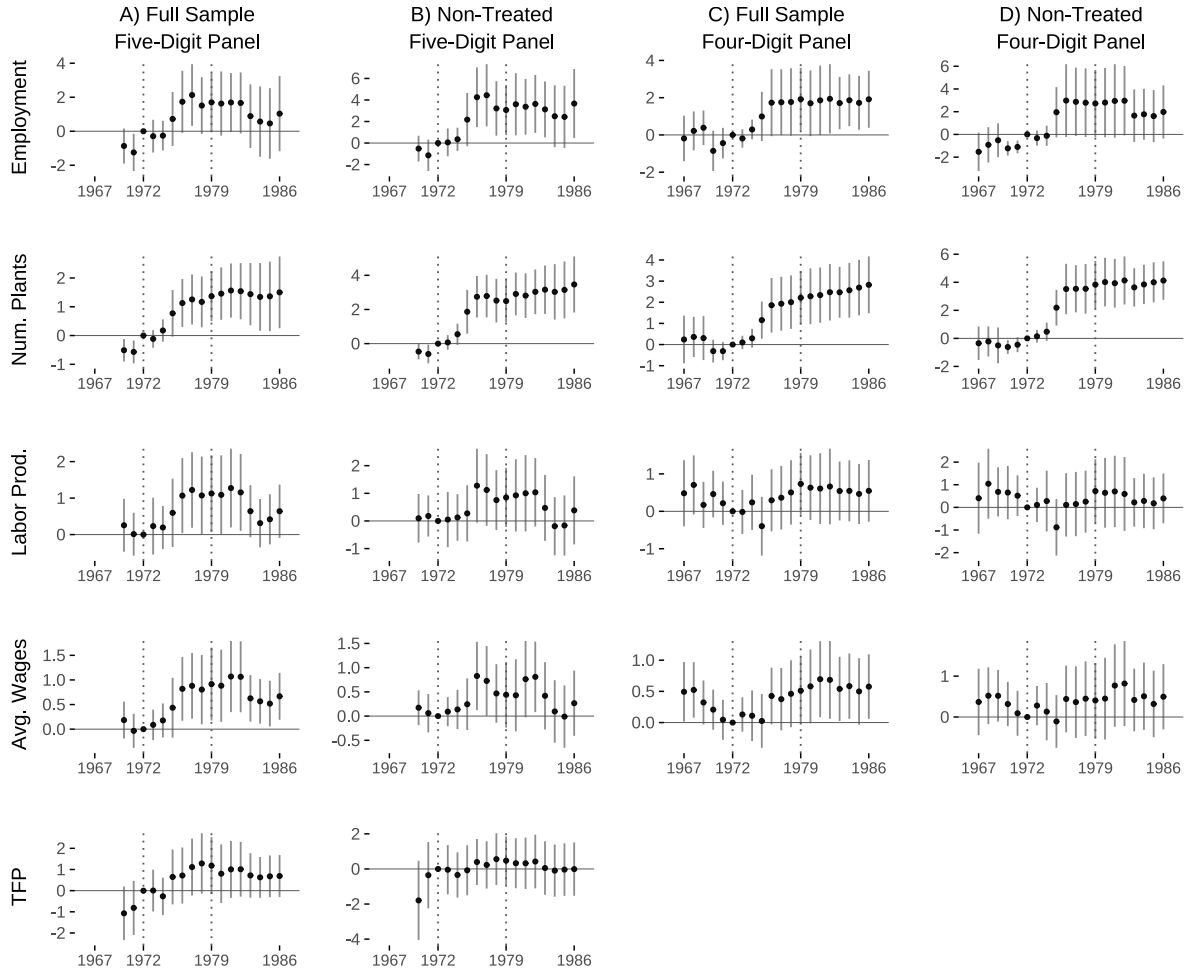 A) Full Sample
Five-Digit Panel
B) Non-Treated
Five-Digit Panel
C) Full Sample
Four-Digit Panel
D) Non-Treated
Four-Digit Panel
Employment
4
2
0
-2
1967 1972 1979 1986
6
4
2
0
-2
1967 1972 1979 1986
4
2
0
-2
1967 1972 1979 1986
6
4
2
0
-2
1967 1972 1979 1986
Num. Plants
2
1
0
-1
1967 1972 1979 1986
4
2
0
1967 1972 1979 1986
4
3
2
1
0
-1
1967 1972 1979 1986
6
4
2
0
-2
1967 1972 1979 1986
Labor Prod.
2
1
0
1967 1972 1979 1986
2
1
0
-1
1967 1972 1979 1986
1
0
-1
1967 1972 1979 1986
2
1
0
-1
-2
1967 1972 1979 1986
Avg. Wages
1.5
1.0
0.5
0.0
1967 1972 1979 1986
1.5
1.0
0.5
0.0
-0.5
1967 1972 1979 1986
1.0
0.5
0.0
1967 1972 1979 1986
1
0
1967 1972 1979 1986
TFP
2
1
0
-1
-2
1967 1972 1979 1986
2
0
-2
-4
1967 1972 1979 1986